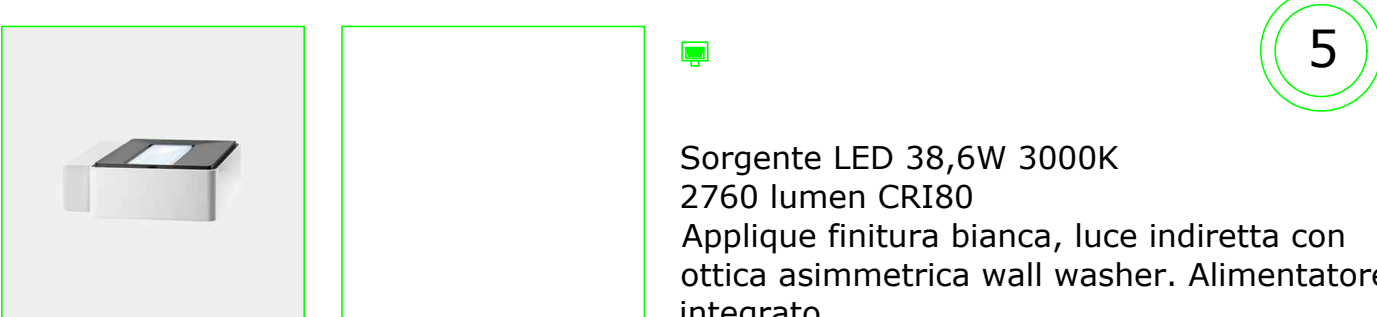 5
Sorgente LED 38,6W 3000K
2760 lumen CRI80
Applique finitura bianca, luce indiretta con
ottica asimmetrica wall washer. Alimentatore
integrato